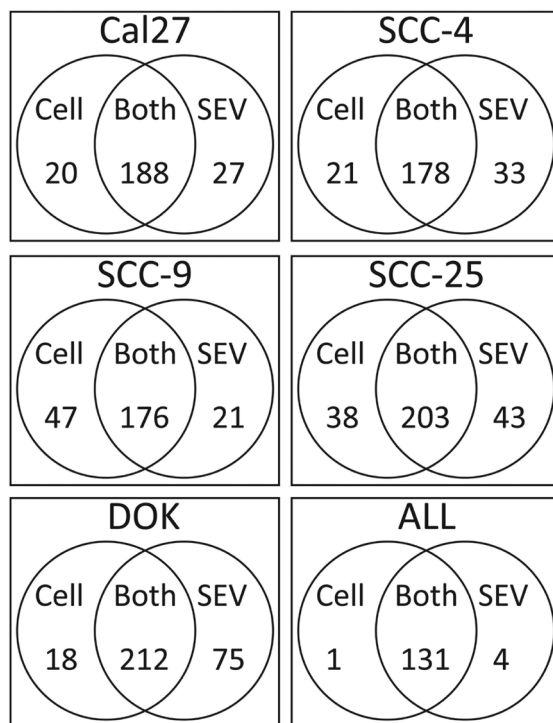 Cal27
Cell Both SEV
20 188 27
SCC-4
Cell Both SEV
21 178 33
SCC-9
Cell Both SEV
47 176 21
SCC-25
Cell Both SEV
38 203 43
DOK
Cell Both SEV
18 212 75
ALL
Cell Both SEV
1 131 4